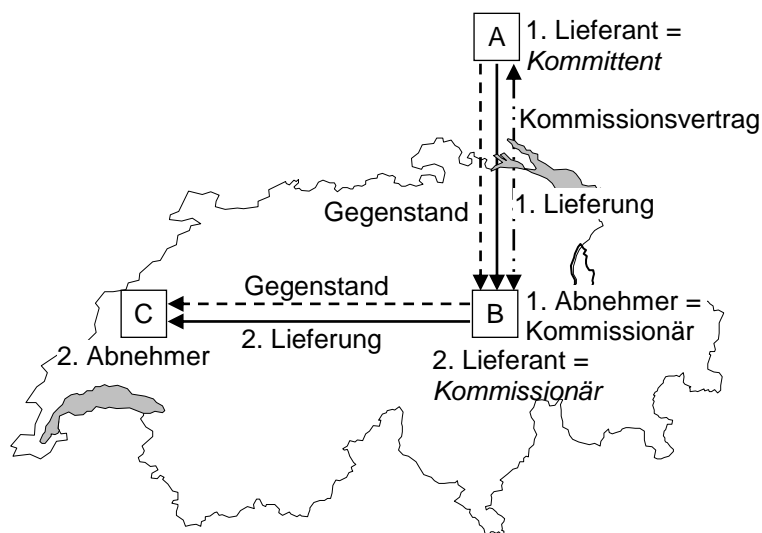 A
1. Lieferant =
Kommittent
Kommissionsvertrag
Gegenstand
1. Lieferung
Gegenstand
C
B
1. Abnehmer =
Kommissionär
2. Lieferung
2. Abnehmer
2. Lieferant =
Kommissionär